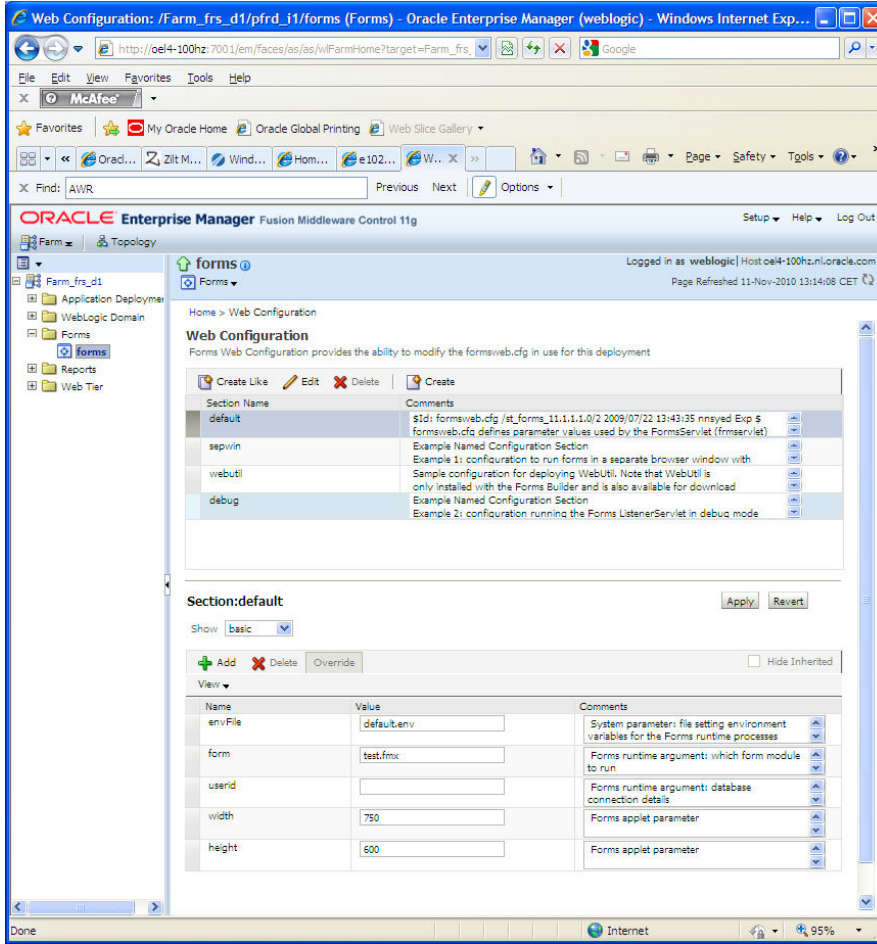 Web Configuration: /Farm_frs_d1/pfrd_i1/forms (Forms) - Oracle Enterprise Manager (weblogic) - Windows Internet Exp...
http://oel4-100hz:7001/em/faces/as/as/wlFarmHome?target=Farm_frs_
Google
File Edit View Favorites Tools Help
x McAfee
Favorites My Oracle Home Oracle Global Printing Web Slice Gallery
Oracl... Zilt M... Wind... Hom... e102... W... X Page Safety Tools
X Find: AWR Previous Next Options
ORACLE Enterprise Manager Fusion Middleware Control 11g Setup Help Log Out
Farm Topology
forms Logged in as weblogic| Host oel4-100hz.nl.oracle.com
Forms Page Refreshed 11-Nov-2010 13:14:08 CET
Farm_frs_d1
Application Deploymer
WebLogic Domain
Forms
forms
Reports
Web Tier
Home > Web Configuration
Web Configuration
Forms Web Configuration provides the ability to modify the formsweb.cfg in use for this deployment
Create Like Edit Delete Create
Section Name Comments
default $Id: formsweb.cfg /st_forms_11.1.1.1.0/2 2009/07/22 13:43:35 nnsyed Exp $
formsweb.cfg defines parameter values used by the FormsServlet (frmservlet)
sepwin Example Named Configuration Section
Example 1: configuration to run forms in a separate browser window with
webutil Sample configuration for deploying WebUtil. Note that WebUtil is
only installed with the Forms Builder and is also available for download
debug Example Named Configuration Section
Example 2: configuration running the Forms ListenerServlet in debug mode
Section:default Apply Revert
Show basic
Add Delete Override Hide Inherited
View
Name Value Comments
envFile default.env System parameter: file setting environment
variables for the Forms runtime processes
form test.fmx Forms runtime argument: which form module
to run
userid Forms runtime argument: database
connection details
width 750 Forms applet parameter
height 600 Forms applet parameter
Done Internet 95%